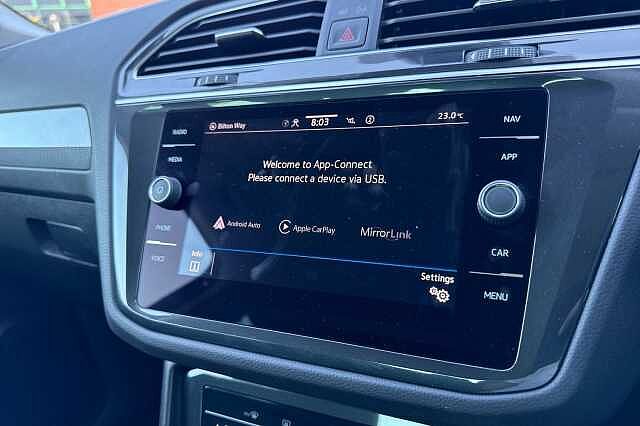 RADIO
MEDIA
PHONE
VOICE
Bilton Way
8:03
23.0°C
Welcome to App-Connect
Please connect a device via USB.
Android Auto
Apple CarPlay
MirrorLink
Info
Settings
NAV
APP
CAR
MENU